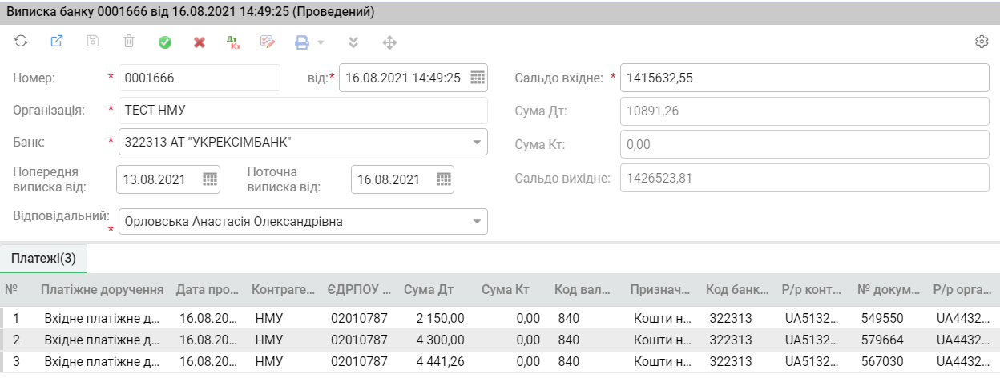 Виписка банку 0001666 від 16.08.2021 14:49:25 (Проведений)
Дт Кт
Номер: * 0001666 від:* 16.08.2021 14:49:25 Сальдо вхідне: * 1415632,55
Організація: * ТЕСТ НМУ Сума Дт: 10891,26
Банк: * 322313 АТ "УКРЕКСІМБАНК" Сума Кт: 0,00
Попередня виписка від: 13.08.2021 Поточна виписка від: 16.08.2021 Сальдо вихідне: 1426523,81
Відповідальний: * Орловська Анастасія Олександрівна
Платежі(3)
№ Платіжне доручення Дата про... Контраге... ЄДРПОУ ... Сума Дт Сума Кт Код вал... Признач... Код банк... Р/р конт... № докум... Р/р орга...
1 Вхідне платіжне д... 16.08.20... НМУ 02010787 2 150,00 0,00 840 Кошти н... 322313 UA5132... 549550 UA4432...
2 Вхідне платіжне д... 16.08.20... НМУ 02010787 4 300,00 0,00 840 Кошти н... 322313 UA5132... 579664 UA4432...
3 Вхідне платіжне д... 16.08.20... НМУ 02010787 4 441,26 0,00 840 Кошти н... 322313 UA5132... 567030 UA4432...